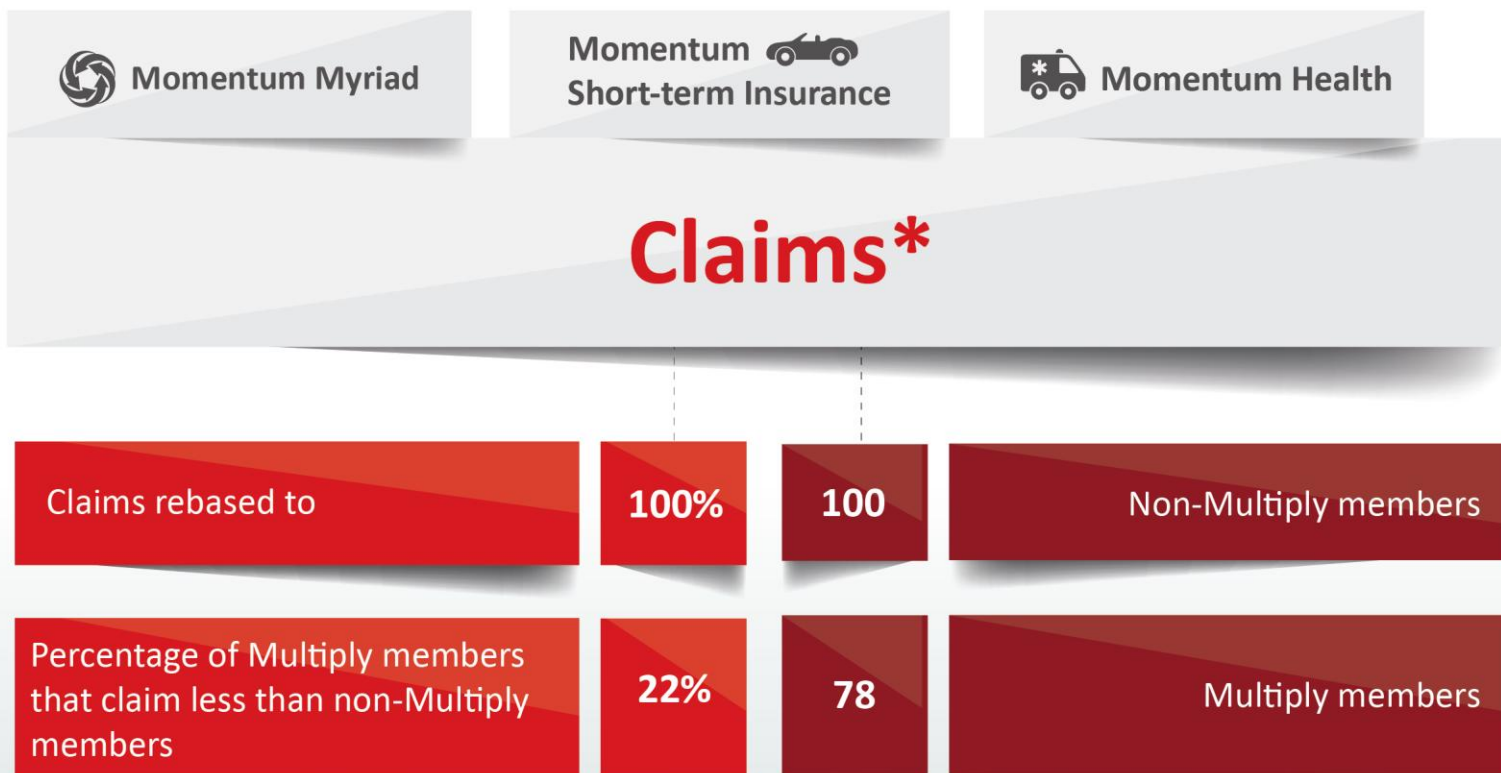 Momentum Myriad
Momentum
Short-term Insurance
Momentum Health
Claims*
Claims rebased to
100%
100
Non-Multiply members
Percentage of Multiply members
that claim less than non-Multiply
members
22%
78
Multiply members